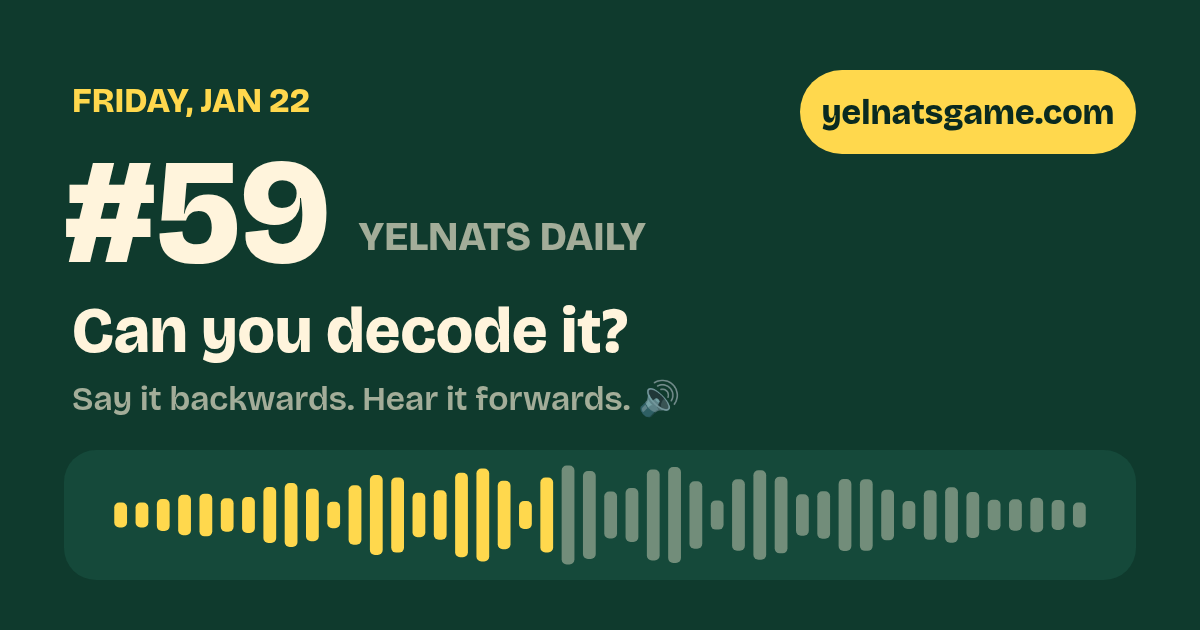 FRIDAY, JAN 22
yelnatsgame.com
#59 YELNATS DAILY
Can you decode it?
Say it backwards. Hear it forwards. 🔊